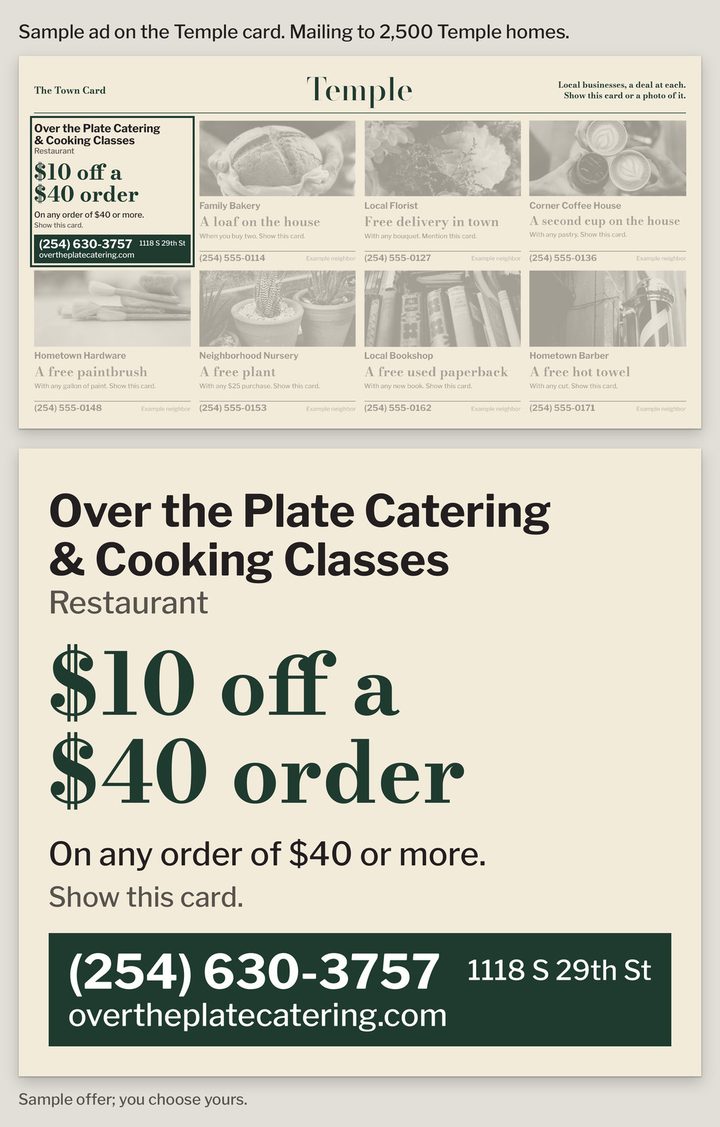 Sample ad on the Temple card. Mailing to 2,500 Temple homes.
The Town Card
Temple
Local businesses, a deal at each.
Show this card or a photo of it.
Over the Plate Catering
& Cooking Classes
Restaurant
$10 off a
$40 order
On any order of $40 or more.
Show this card.
(254) 630-3757 1118 S 29th St
overtheplatecatering.com
Family Bakery
A loaf on the house
When you buy two. Show this card.
(254) 555-0114 Example neighbor
Local Florist
Free delivery in town
With any bouquet. Mention this card.
(254) 555-0127 Example neighbor
Corner Coffee House
A second cup on the house
With any pastry. Show this card.
(254) 555-0136 Example neighbor
Hometown Hardware
A free paintbrush
With any gallon of paint. Show this card.
(254) 555-0148 Example neighbor
Neighborhood Nursery
A free plant
With any $25 purchase. Show this card.
(254) 555-0153 Example neighbor
Local Bookshop
A free used paperback
With any new book. Show this card.
(254) 555-0162 Example neighbor
Hometown Barber
A free hot towel
With any cut. Show this card.
(254) 555-0171 Example neighbor
Over the Plate Catering
& Cooking Classes
Restaurant
$10 off a
$40 order
On any order of $40 or more.
Show this card.
(254) 630-3757 1118 S 29th St
overtheplatecatering.com
Sample offer; you choose yours.